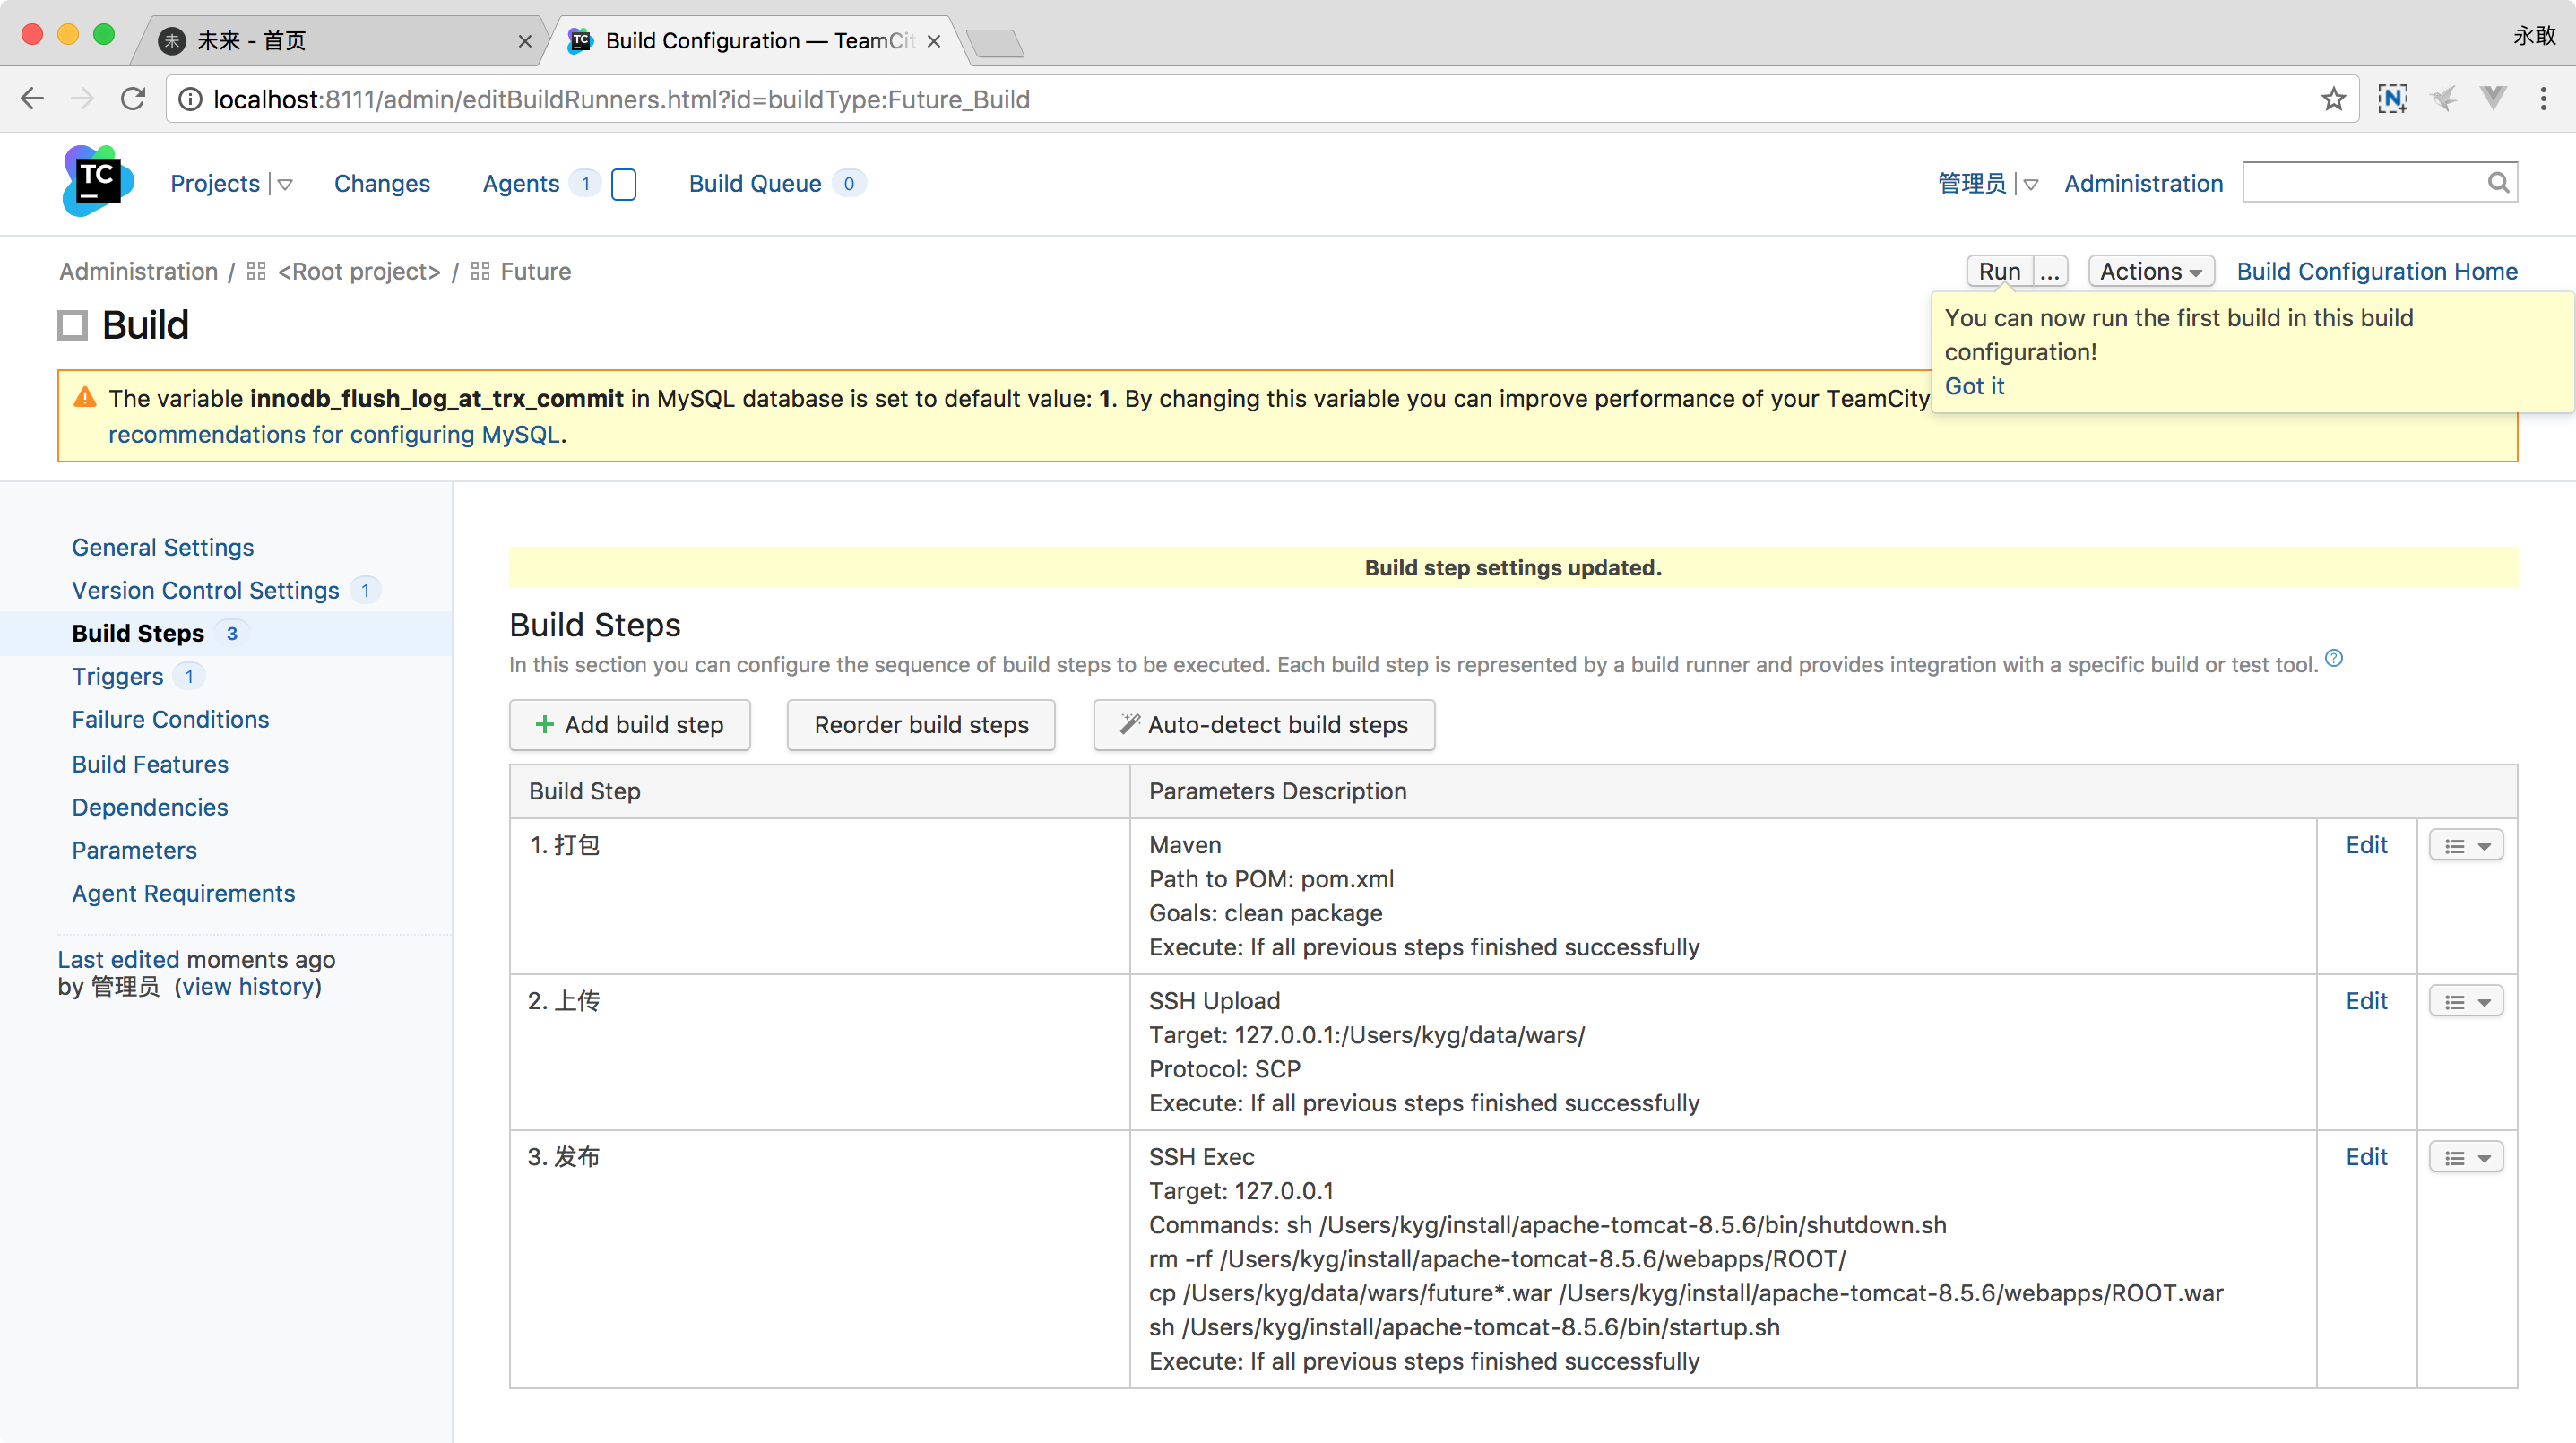 未 未来 - 首页
TC Build Configuration — TeamCit
永敢
localhost:8111/admin/editBuildRunners.html?id=buildType:Future_Build
N
TC Projects Changes Agents 1 Build Queue 0 管理员 Administration
Administration / <Root project> / Future
Run ... Actions Build Configuration Home
Build
You can now run the first build in this build
configuration!
Got it
The variable innodb_flush_log_at_trx_commit in MySQL database is set to default value: 1. By changing this variable you can improve performance of your TeamCity
recommendations for configuring MySQL.
General Settings
Version Control Settings 1
Build Steps 3
Triggers 1
Failure Conditions
Build Features
Dependencies
Parameters
Agent Requirements
Last edited moments ago
by 管理员 (view history)
Build step settings updated.
Build Steps
In this section you can configure the sequence of build steps to be executed. Each build step is represented by a build runner and provides integration with a specific build or test tool. ?
+ Add build step Reorder build steps Auto-detect build steps
Build Step Parameters Description
1. 打包
Maven
Path to POM: pom.xml
Goals: clean package
Execute: If all previous steps finished successfully
Edit
2. 上传
SSH Upload
Target: 127.0.0.1:/Users/kyg/data/wars/
Protocol: SCP
Execute: If all previous steps finished successfully
Edit
3. 发布
SSH Exec
Target: 127.0.0.1
Commands: sh /Users/kyg/install/apache-tomcat-8.5.6/bin/shutdown.sh
rm -rf /Users/kyg/install/apache-tomcat-8.5.6/webapps/ROOT/
cp /Users/kyg/data/wars/future*.war /Users/kyg/install/apache-tomcat-8.5.6/webapps/ROOT.war
sh /Users/kyg/install/apache-tomcat-8.5.6/bin/startup.sh
Execute: If all previous steps finished successfully
Edit